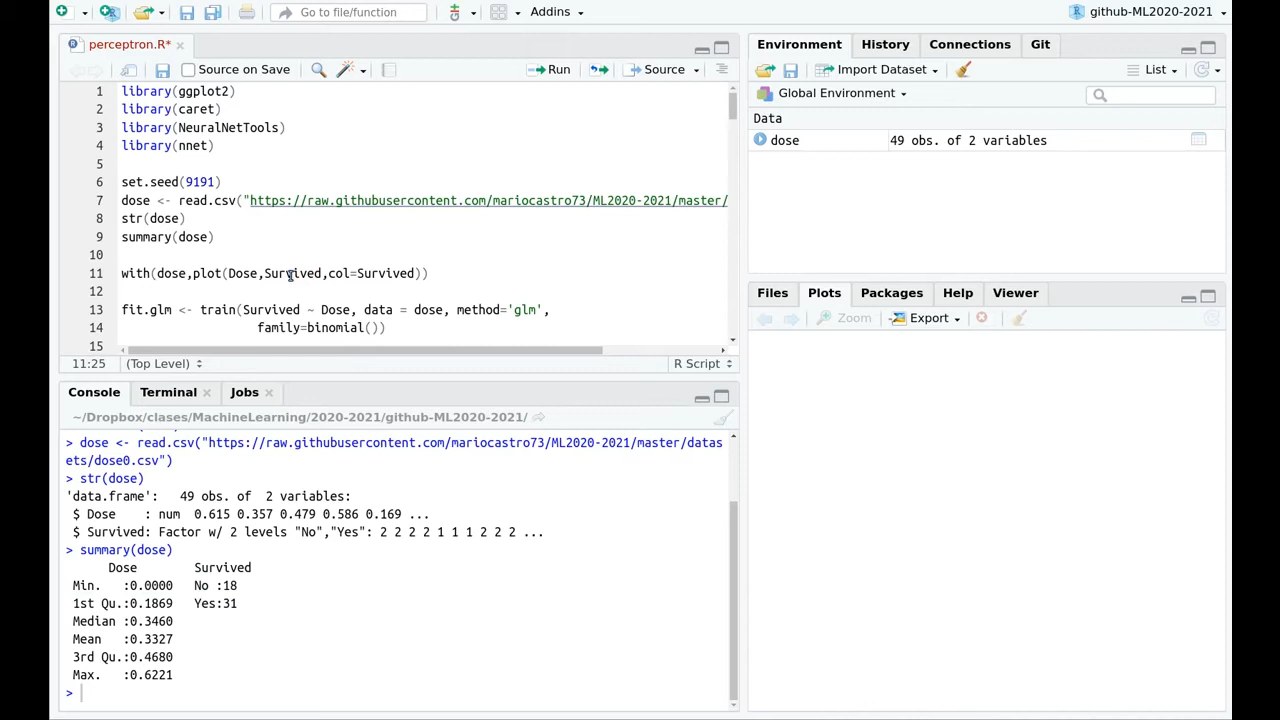 Go to file/function
Addins
github-ML2020-2021
perceptron.R*
Source on Save
Run
Source
1 library(ggplot2)
2 library(caret)
3 library(NeuralNetTools)
4 library(nnet)
5
6 set.seed(9191)
7 dose <- read.csv("https://raw.githubusercontent.com/mariocastro73/ML2020-2021/master/
8 str(dose)
9 summary(dose)
10
11 with(dose,plot(Dose,Survived,col=Survived))
12
13 fit.glm <- train(Survived ~ Dose, data = dose, method='glm',
14 family=binomial())
15
11:25 (Top Level) R Script
Console Terminal Jobs
~/Dropbox/clases/MachineLearning/2020-2021/github-ML2020-2021/
> dose <- read.csv("https://raw.githubusercontent.com/mariocastro73/ML2020-2021/master/datas
ets/dose0.csv")
> str(dose)
'data.frame': 49 obs. of 2 variables:
$ Dose : num 0.615 0.357 0.479 0.586 0.169 ...
$ Survived: Factor w/ 2 levels "No","Yes": 2 2 2 2 1 1 1 2 2 2 ...
> summary(dose)
Dose Survived
Min. :0.0000 No :18
1st Qu.:0.1869 Yes:31
Median :0.3460
Mean :0.3327
3rd Qu.:0.4680
Max. :0.6221
>
Environment History Connections Git
Import Dataset List
Global Environment
Data
dose 49 obs. of 2 variables
Files Plots Packages Help Viewer
Zoom Export